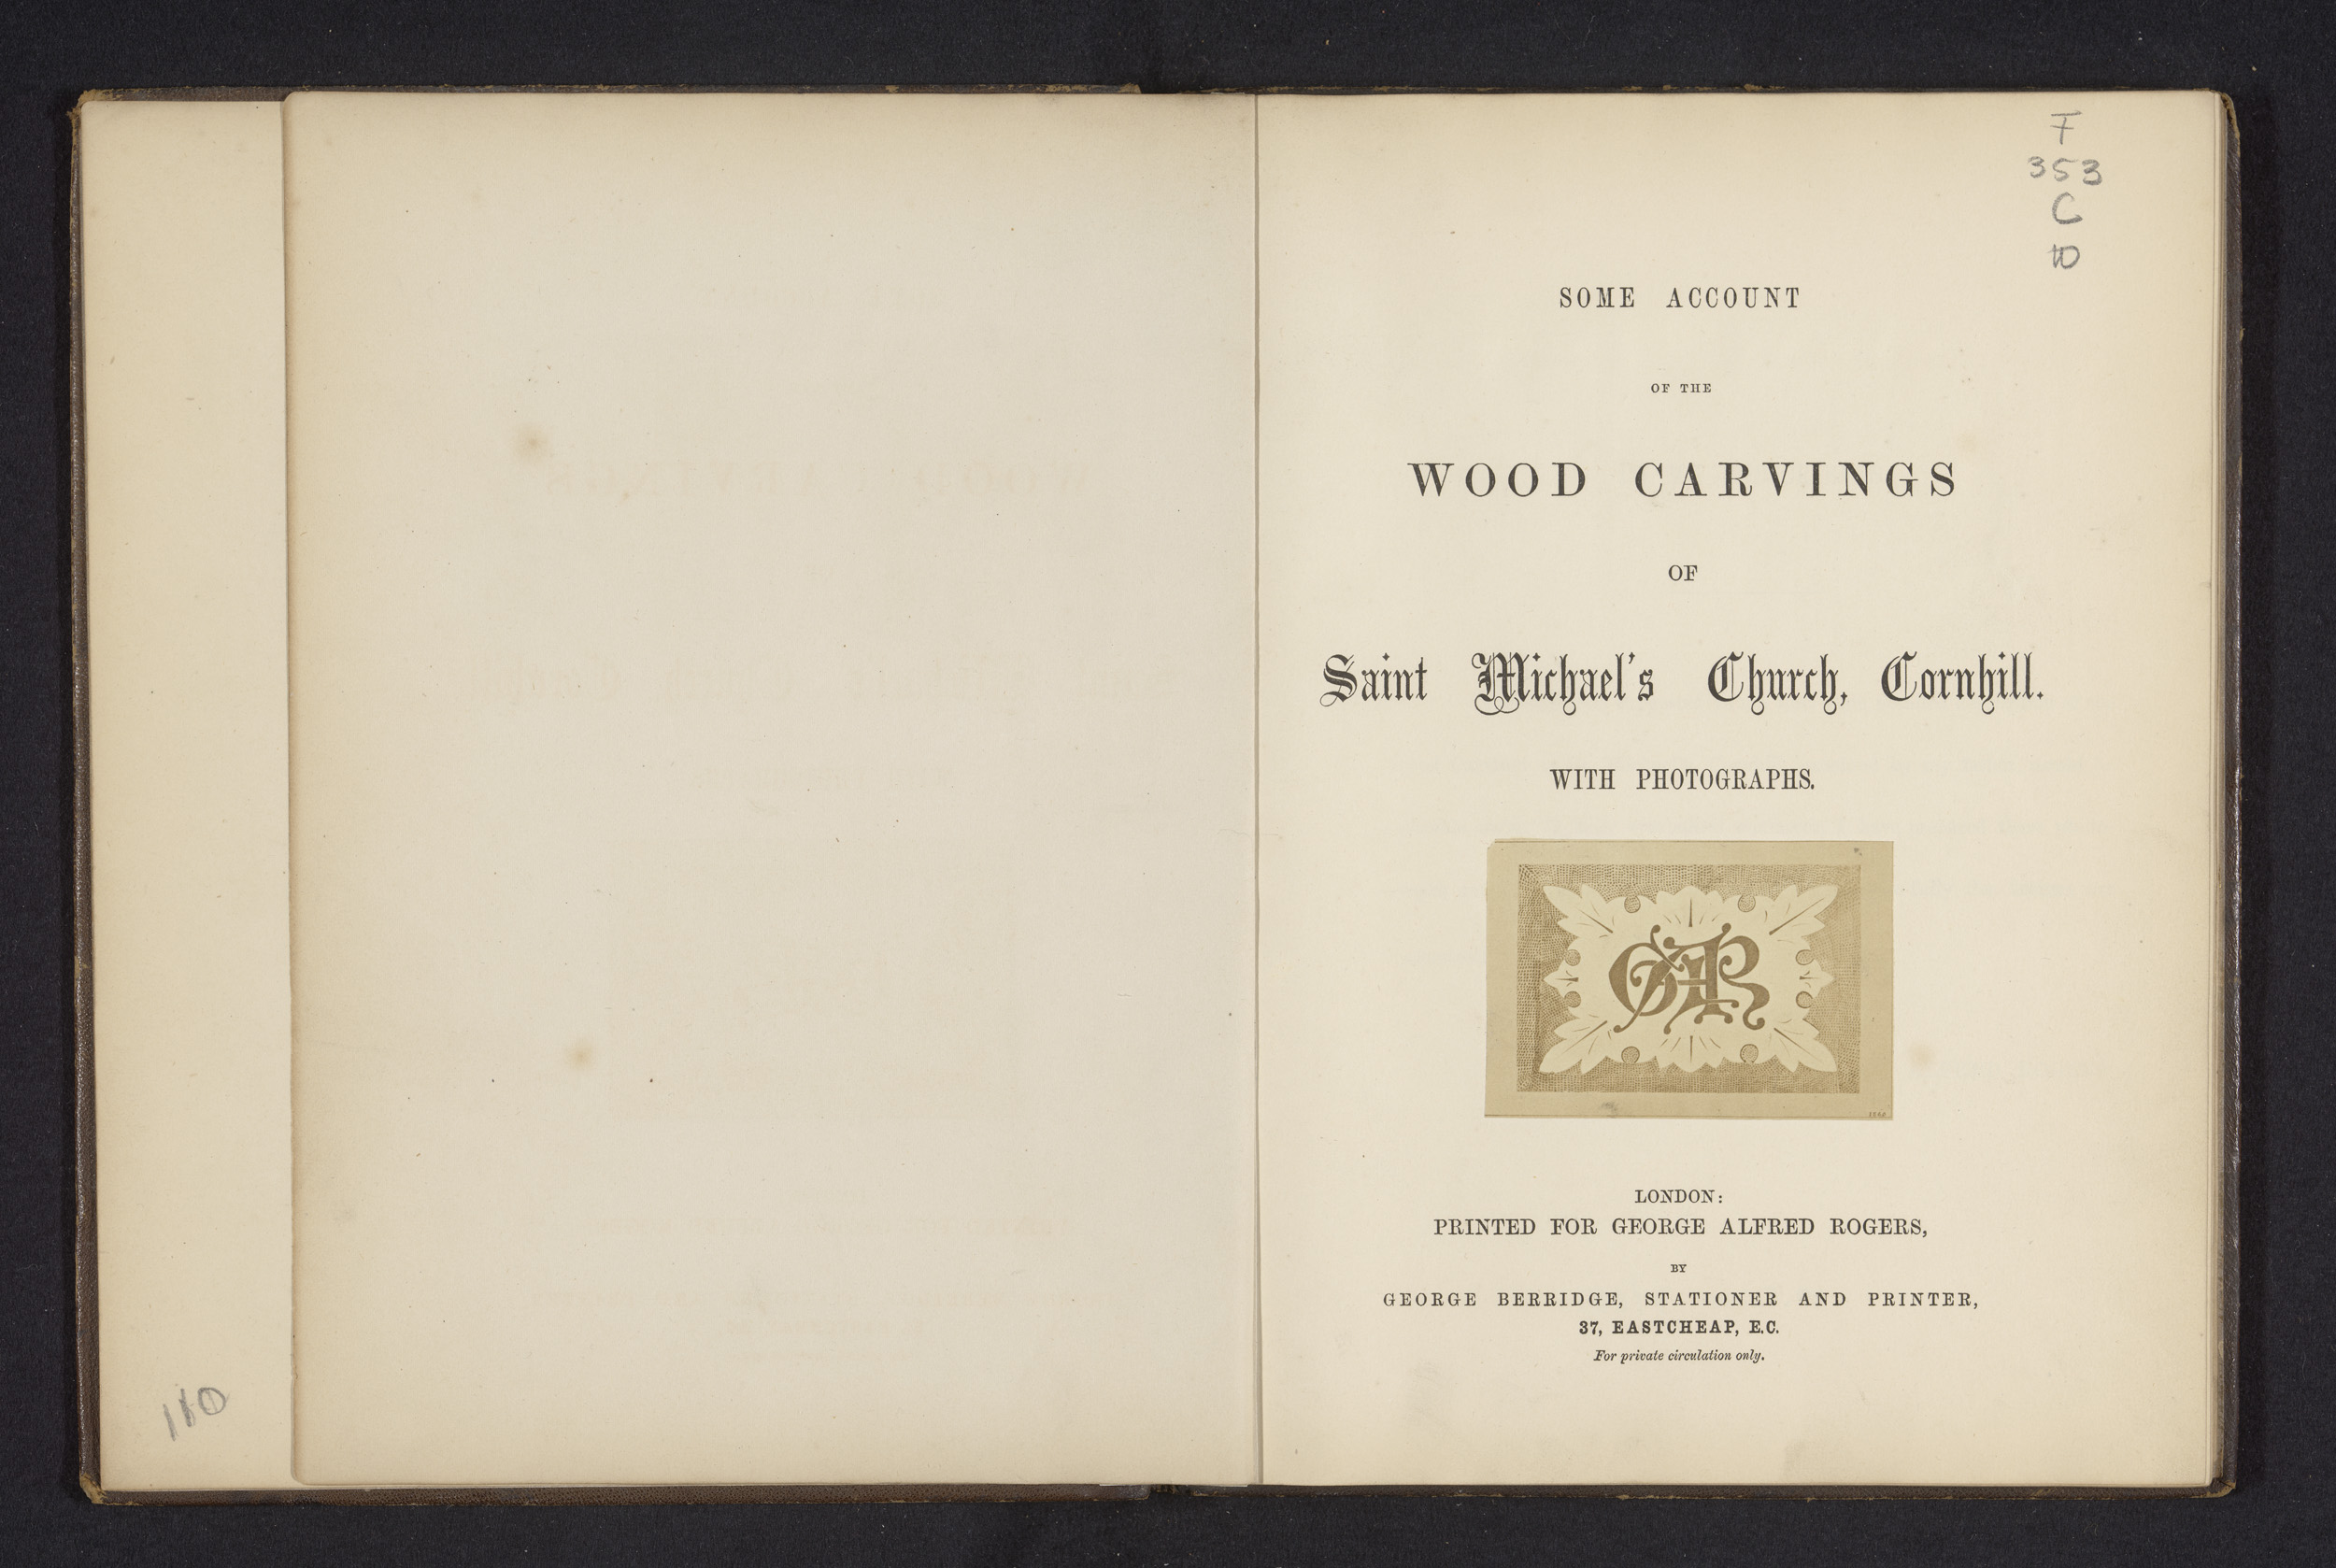 110
F
353
C
10
SOME ACCOUNT
OF THE
WOOD CARVINGS
OF
Saint Michael's Church, Cornhill.
WITH PHOTOGRAPHS.
GAR
LONDON:
PRINTED FOR GEORGE ALFRED ROGERS,
BY
GEORGE BERRIDGE, STATIONER AND PRINTER,
37, EASTCHEAP, E.C.
For private circulation only.